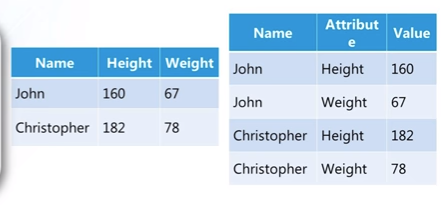 Name Height Weight
John 160 67
Christopher 182 78
Name Attribut
e Value
John Height 160
John Weight 67
Christopher Height 182
Christopher Weight 78